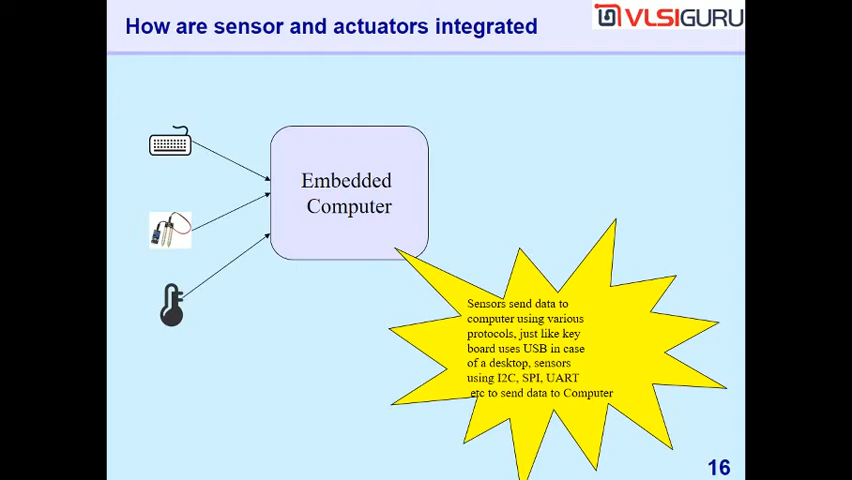 How are sensor and actuators integrated
VLSIGURU
Embedded
Computer
Sensors send data to
computer using various
protocols, just like key
board uses USB in case
of a desktop, sensors
using I2C, SPI, UART
etc to send data to Computer
16